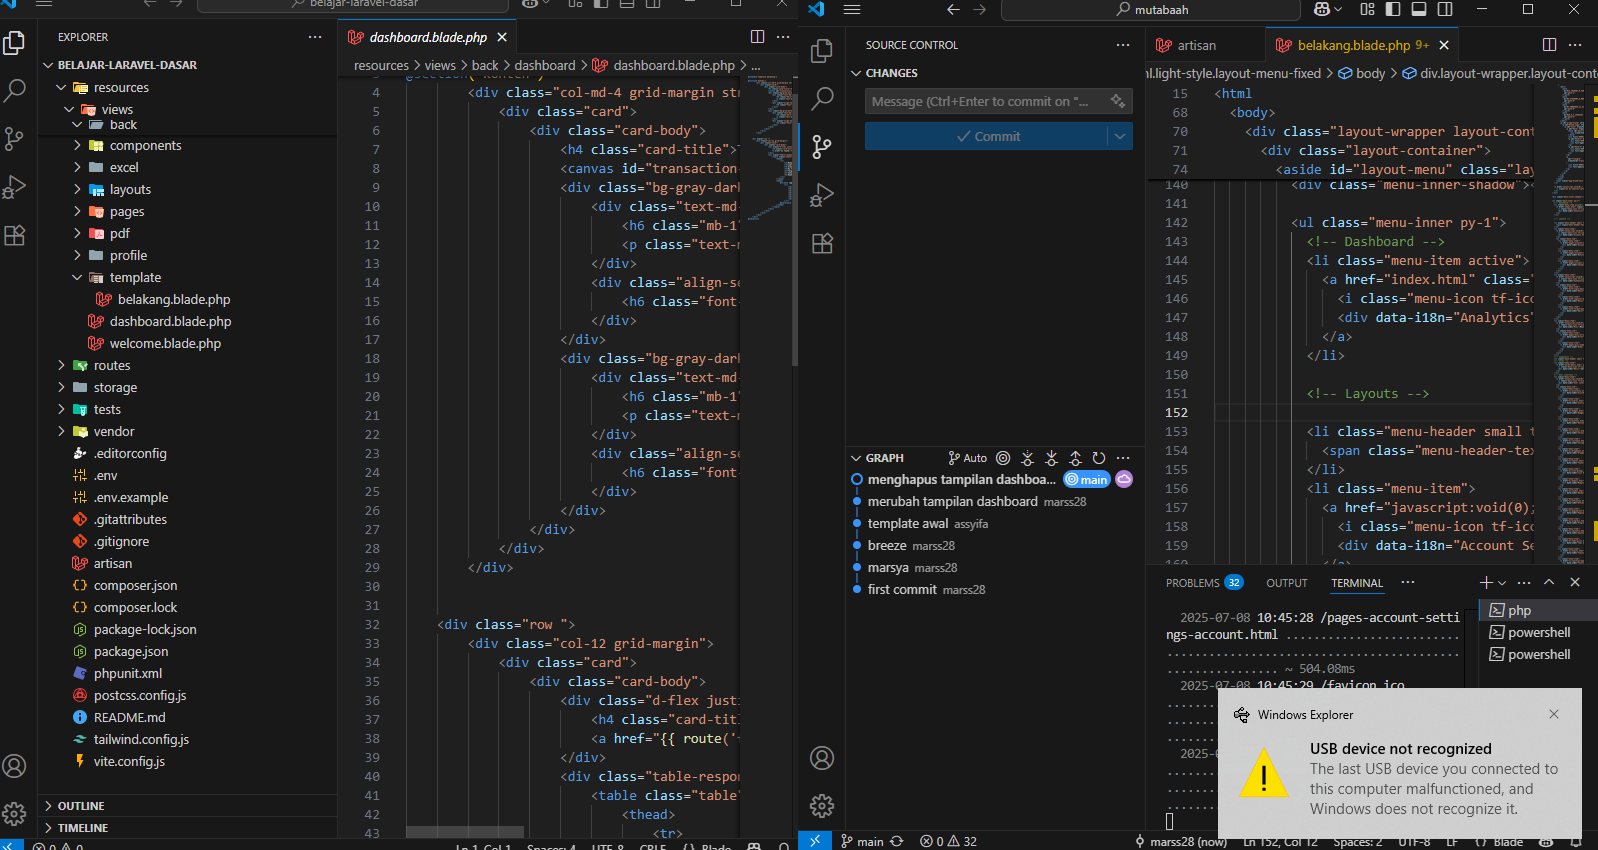 belajar-laravel-dasar
EXPLORER
BELAJAR-LARAVEL-DASAR
resources
views
back
components
excel
layouts
pages
pdf
profile
template
belakang.blade.php
dashboard.blade.php
welcome.blade.php
routes
storage
tests
vendor
.editorconfig
.env
.env.example
.gitattributes
.gitignore
artisan
composer.json
composer.lock
package-lock.json
package.json
phpunit.xml
postcss.config.js
README.md
tailwind.config.js
vite.config.js
OUTLINE
TIMELINE
0 0
dashboard.blade.php
resources > views > back > dashboard > dashboard.blade.php > ...
4 <div class="col-md-4 grid-margin str
5 <div class="card">
6 <div class="card-body">
7 <h4 class="card-title">T
8 <canvas id="transaction-
9 <div class="bg-gray-dark
10 <div class="text-md-
11 <h6 class="mb-1"
12 <p class="text-m
13 </div>
14 <div class="align-se
15 <h6 class="font-
16 </div>
17 </div>
18 <div class="bg-gray-dark
19 <div class="text-md-
20 <h6 class="mb-1"
21 <p class="text-m
22 </div>
23 <div class="align-se
24 <h6 class="font-
25 </div>
26 </div>
27 </div>
28 </div>
29 </div>
30
31
32 <div class="row ">
33 <div class="col-12 grid-margin">
34 <div class="card">
35 <div class="card-body">
36 <div class="d-flex justi
37 <h4 class="card-titl
38 <a href="{{ route('
39 </div>
40 <div class="table-respon
41 <table class="table"
42 <thead>
43 <tr>
Ln 1, Col 1 Spaces: 4 UTF-8 CRLF {} Blade
mutabaah
SOURCE CONTROL
CHANGES
Message (Ctrl+Enter to commit on "...
Commit
GRAPH
Auto
menghapus tampilan dashboa... main
merubah tampilan dashboard marss28
template awal assyifa
breeze marss28
marsya marss28
first commit marss28
artisan
belakang.blade.php 9+
nl.light-style.layout-menu-fixed > body > div.layout-wrapper.layout-conte
15 <html
68 <body>
70 <div class="layout-wrapper layout-cont
71 <div class="layout-container">
74 <aside id="layout-menu" class="lay
140 <div class="menu-inner-shadow"><
141
142 <ul class="menu-inner py-1">
143 <!-- Dashboard -->
144 <li class="menu-item active">
145 <a href="index.html" class="
146 <i class="menu-icon tf-ico
147 <div data-i18n="Analytics"
148 </a>
149 </li>
150
151 <!-- Layouts -->
152
153 <li class="menu-header small t
154 <span class="menu-header-tex
155 </li>
156 <li class="menu-item">
157 <a href="javascript:void(0);
158 <i class="menu-icon tf-ico
159 <div data-i18n="Account Se
PROBLEMS 32 OUTPUT TERMINAL
php
powershell
powershell
2025-07-08 10:45:28 /pages-account-setti
ngs-account.html ..........................
~ 504.08ms
2025-07-08 10:45:29 /favicon.ico
Windows Explorer
USB device not recognized
The last USB device you connected to
this computer malfunctioned, and
Windows does not recognize it.
main 0 32
marss28 (now) Ln 152, Col 12 Spaces: 2 UTF-8 LF {} Blade